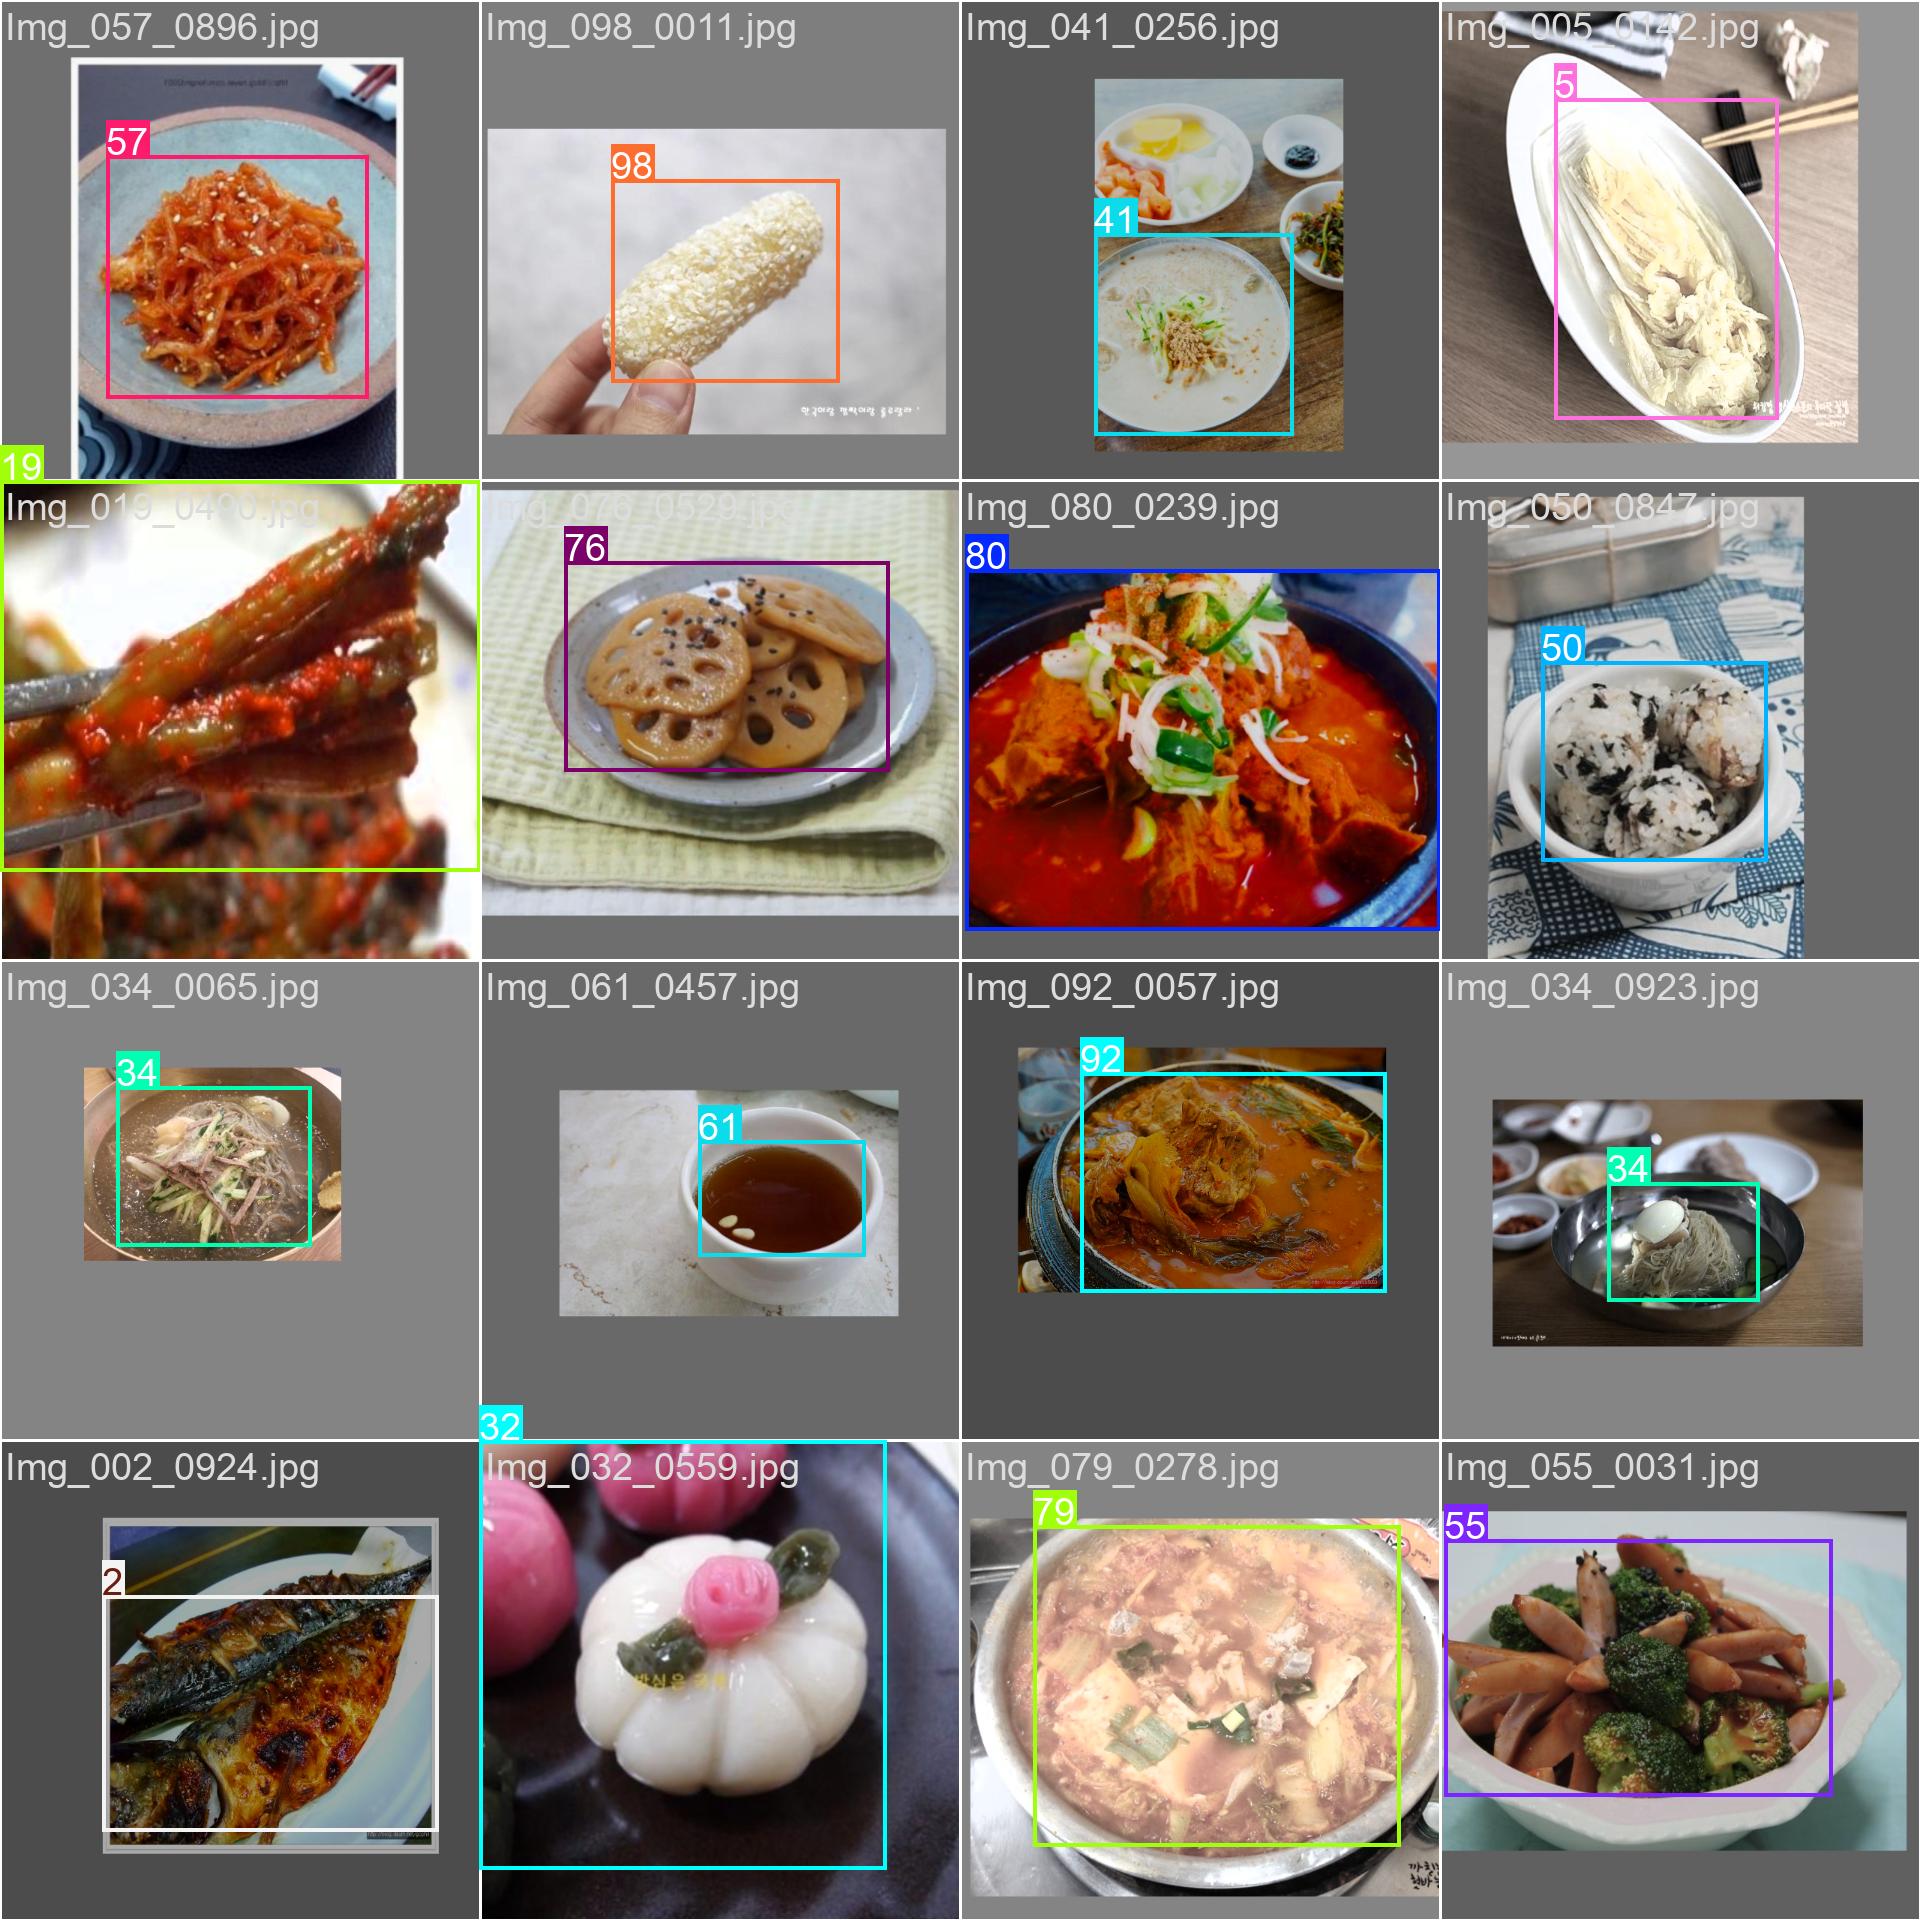 Img_057_0896.jpg
Img_098_0011.jpg
Img_041_0256.jpg
Img_005_0142.jpg
57
98
41
5
19
Img_019_0490.jpg
Img_076_0520.jpg
Img_080_0239.jpg
Img_050_0847.jpg
76
80
50
Img_034_0065.jpg
Img_061_0457.jpg
Img_092_0057.jpg
Img_034_0923.jpg
34
61
92
34
32
Img_002_0924.jpg
Img_032_0559.jpg
Img_079_0278.jpg
Img_055_0031.jpg
2
79
55